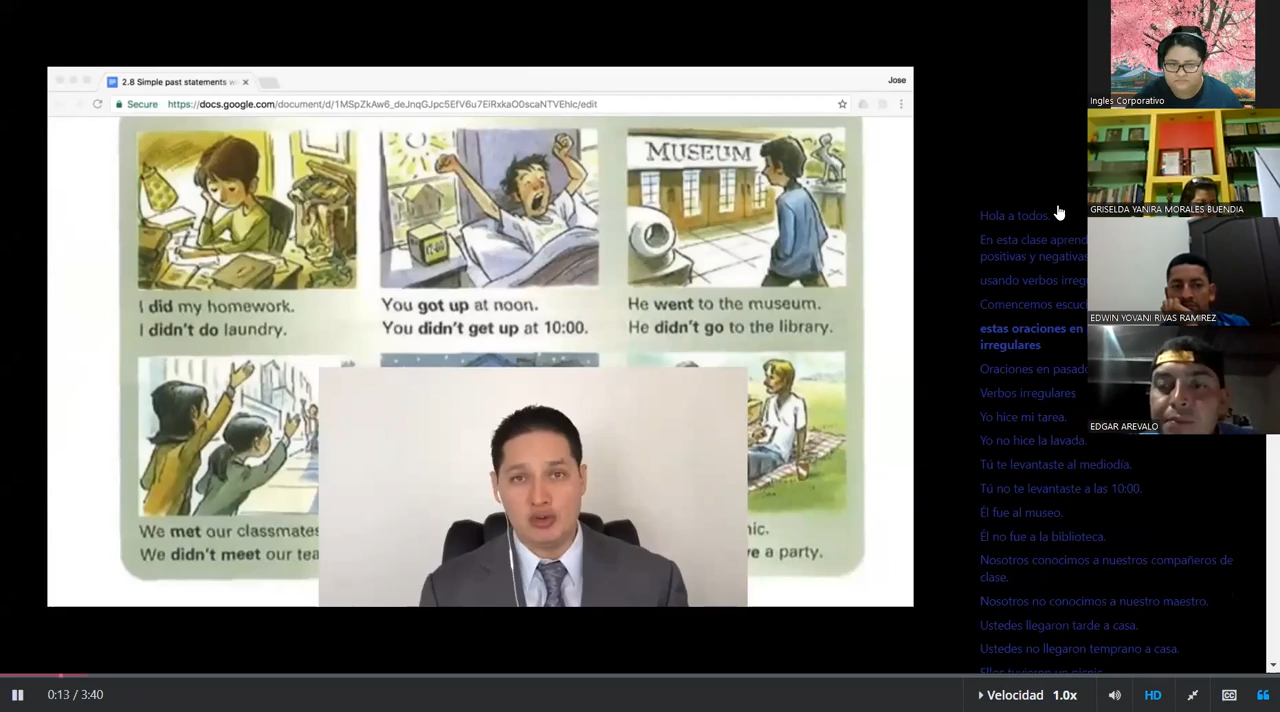 2.8 Simple past statements w
Jose
Secure
https://docs.google.com/document/d/1MSpZkAw6_deJnqGJpc5EfV6u7EiRxkaO0scaNTVEhlc/edit
MUSEUM
I did my homework.
I didn't do laundry.
You got up at noon.
You didn't get up at 10:00.
He went to the museum.
He didn't go to the library.
We met our classmates
We didn't meet our tea
nic.
ve a party.
Hola a todos.
En esta clase aprend
positivas y negativas
usando verbos irreg
Comencemos escuc
estas oraciones en
irregulares
Oraciones en pasado
Verbos irregulares
Yo hice mi tarea.
Yo no hice la lavada.
Tú te levantaste al mediodía.
Tú no te levantaste a las 10:00.
Él fue al museo.
Él no fue a la biblioteca.
Nosotros conocimos a nuestros compañeros de
clase.
Nosotros no conocimos a nuestro maestro.
Ustedes llegaron tarde a casa.
Ustedes no llegaron temprano a casa.
Ellos tuvieron un picnic.
Ingles Corporativo
GRISELDA YANIRA MORALES BUENDIA
EDWIN YOVANI RIVAS RAMIREZ
EDGAR AREVALO
0:13 / 3:40
Velocidad 1.0x
HD
CC